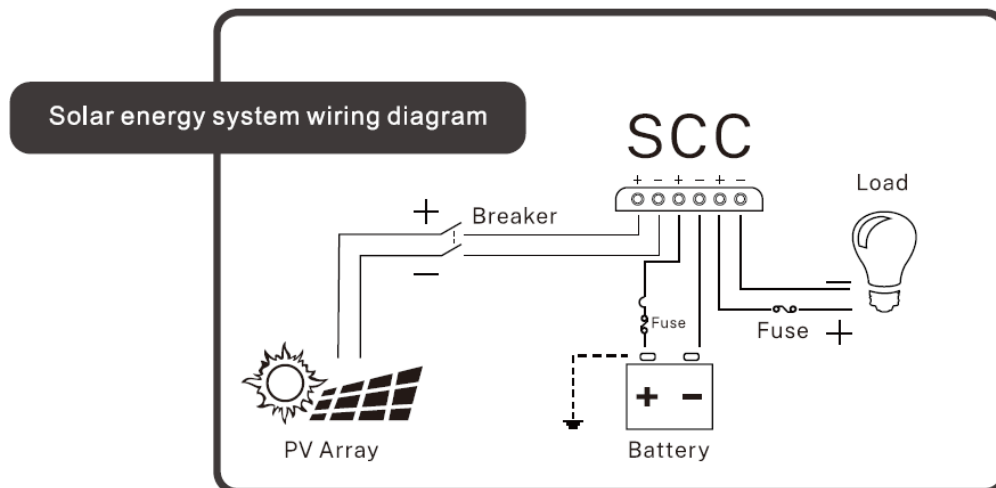 Solar energy system wiring diagram
SCC
+ − + − + −
Load
+ Breaker
−
−
Fuse
Fuse +
+ −
PV Array
Battery